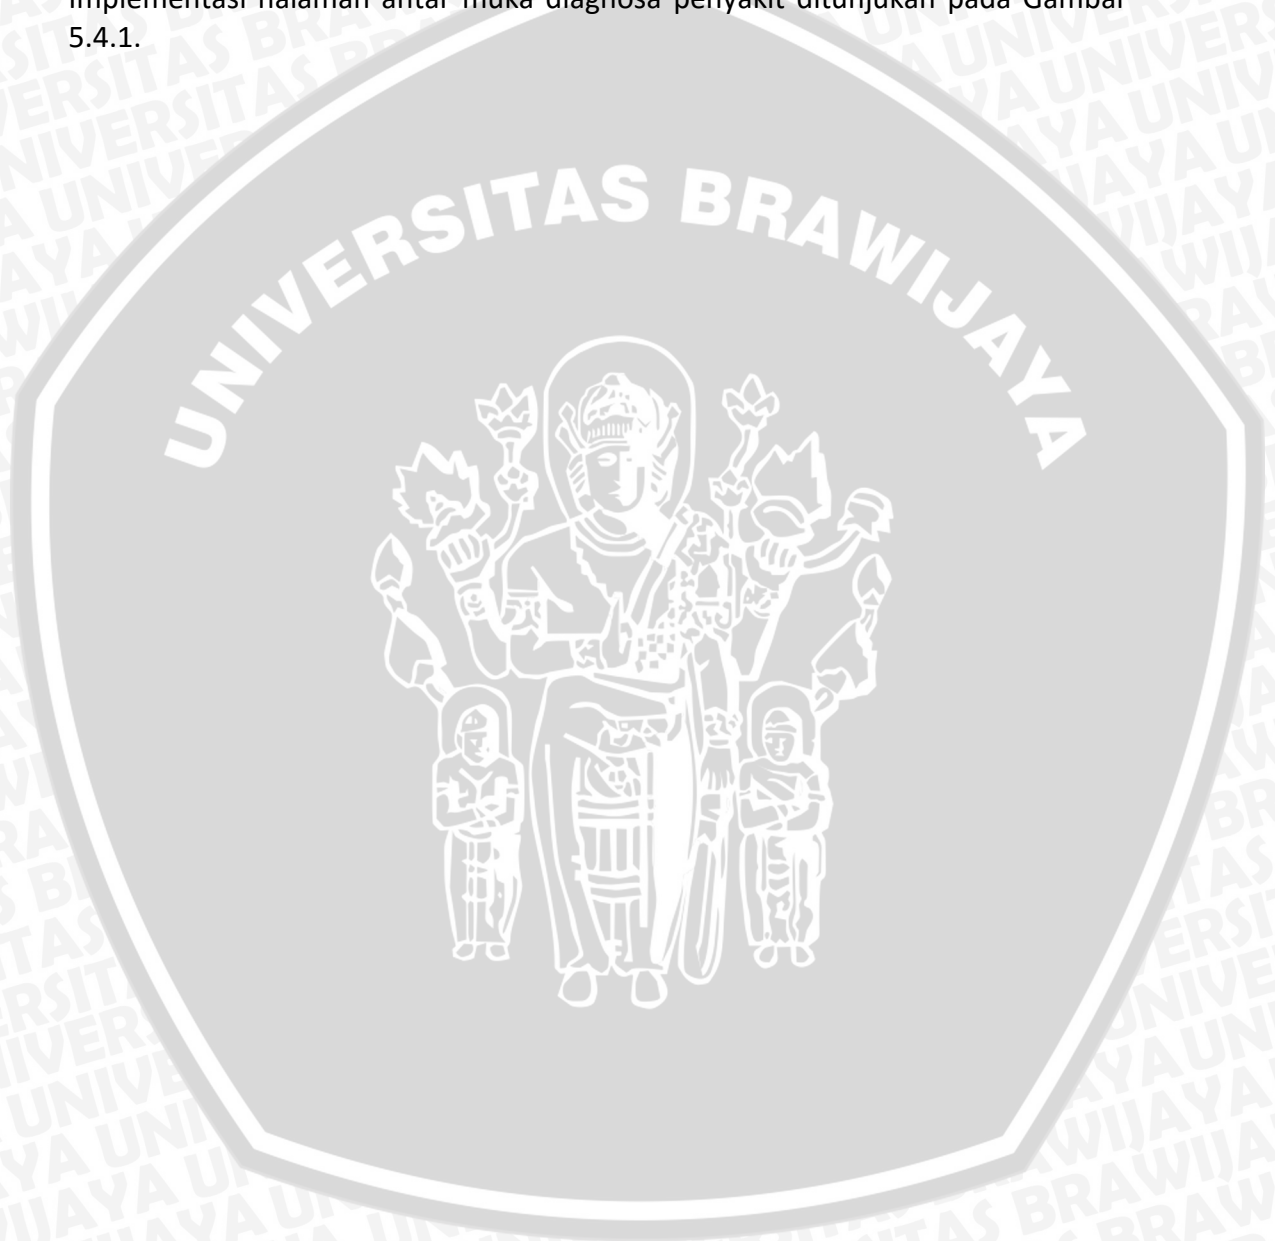 Implementasi halaman antar muka diagnosa penyakit ditunjukan pada Gambar
5.4.1.
UNIVERSITAS BRAWIJAYA